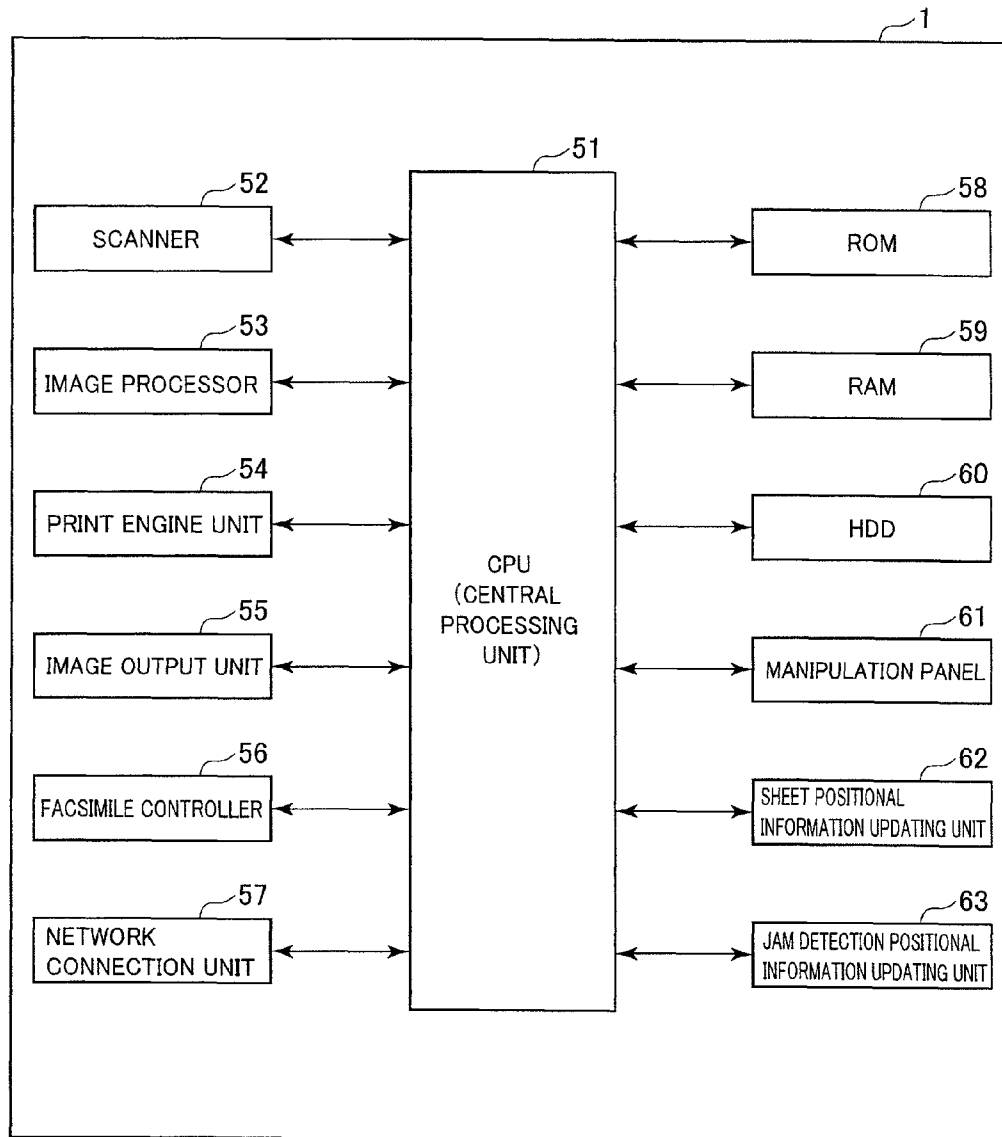 1
51
52
SCANNER
53
IMAGE PROCESSOR
54
PRINT ENGINE UNIT
55
IMAGE OUTPUT UNIT
56
FACSIMILE CONTROLLER
57
NETWORK
CONNECTION UNIT
CPU
(CENTRAL
PROCESSING
UNIT)
58
ROM
59
RAM
60
HDD
61
MANIPULATION PANEL
62
SHEET POSITIONAL
INFORMATION UPDATING UNIT
63
JAM DETECTION POSITIONAL
INFORMATION UPDATING UNIT